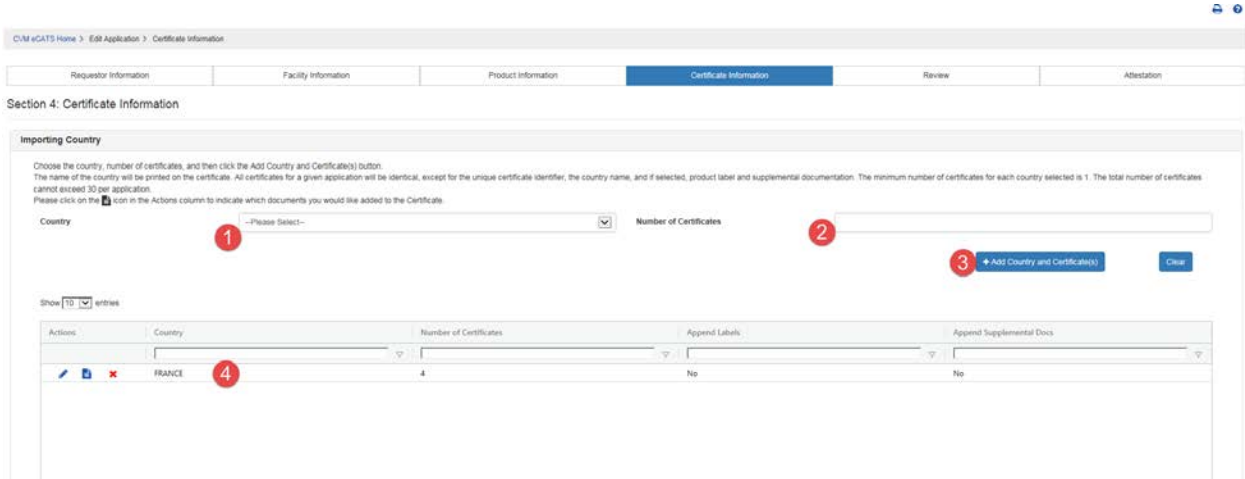 CVM eCATS Home > Edit Application > Certificate Information
Requestor Information Facility Information Product Information Certificate Information Review Attestation
Section 4: Certificate Information
Importing Country
Choose the country, number of certificates, and then click the Add Country and Certificate(s) button.
The name of the country will be printed on the certificate. All certificates for a given application will be identical, except for the unique certificate identifier, the country name, and if selected, product label and supplemental documentation. The minimum number of certificates for each country selected is 1. The total number of certificates
cannot exceed 30 per application.
Please click on the icon in the Actions column to indicate which documents you would like added to the Certificate.
Country --Please Select-- Number of Certificates
1 2
3 + Add Country and Certificate(s) Clear
Show 10 entries
Actions Country Number of Certificates Append Labels Append Supplemental Docs
FRANCE 4 4 No No